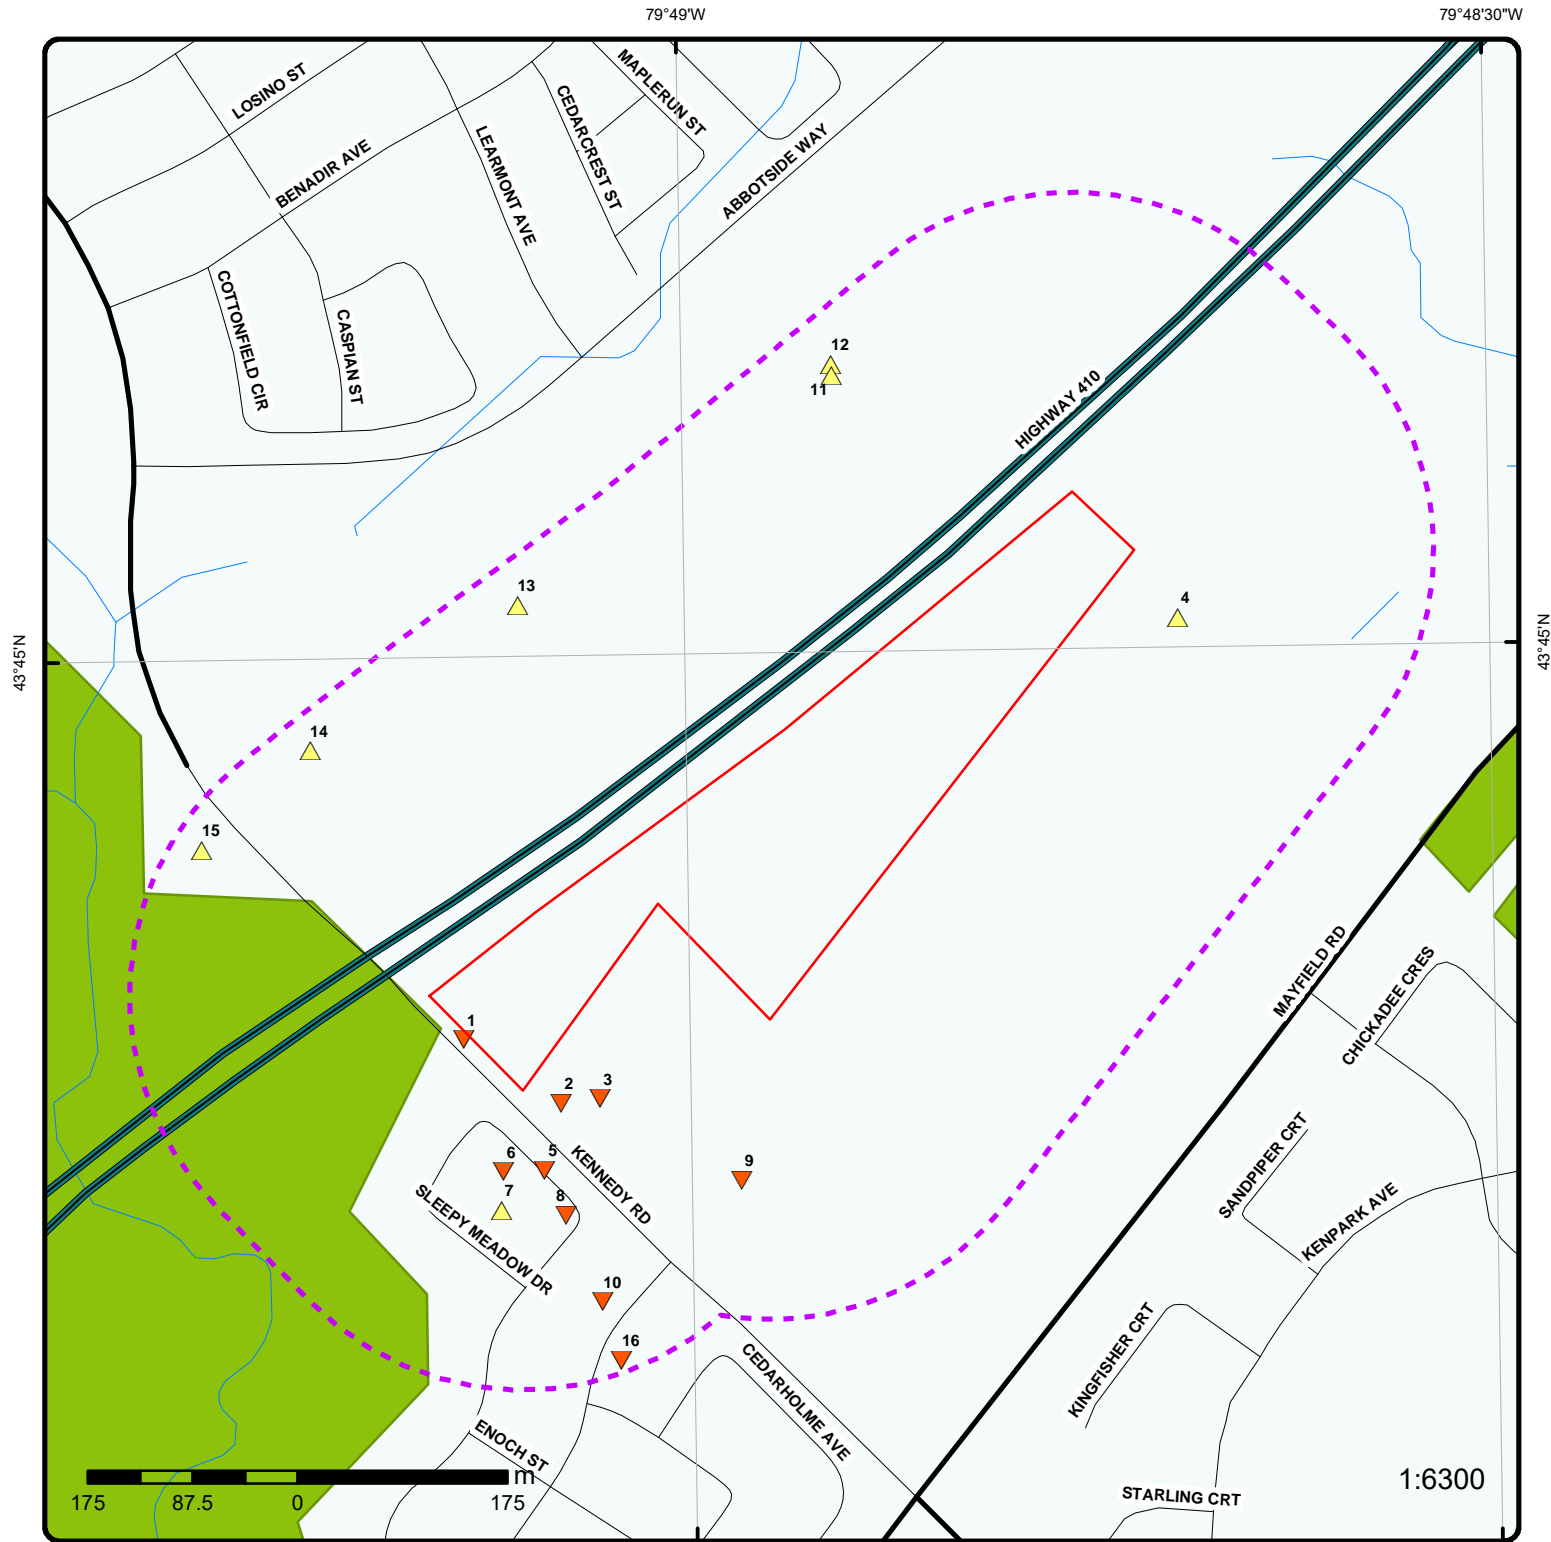 79°49'W
79°48'30"W
MAPLERUN ST
LOSINO ST
CEDARCREST ST
LEARMONT AVE
ABBOTSIDE WAY
BENADIR AVE
COTTONFIELD CIR
CASPIAN ST
12
11
HIGHWAY 410
13
4
43°45'N
43°45'N
14
15
MAYFIELD RD
CHICKADEE CRES
1
2
3
SANDPIPER CRT
KENNEDY RD
6
5
9
7
8
SLEEPY MEADOW DR
KENPARK AVE
10
KINGFISHER CRT
16
CEDARHOLME AVE
ENOCH ST
m
1:6300
175
87.5
0
175
STARLING CRT